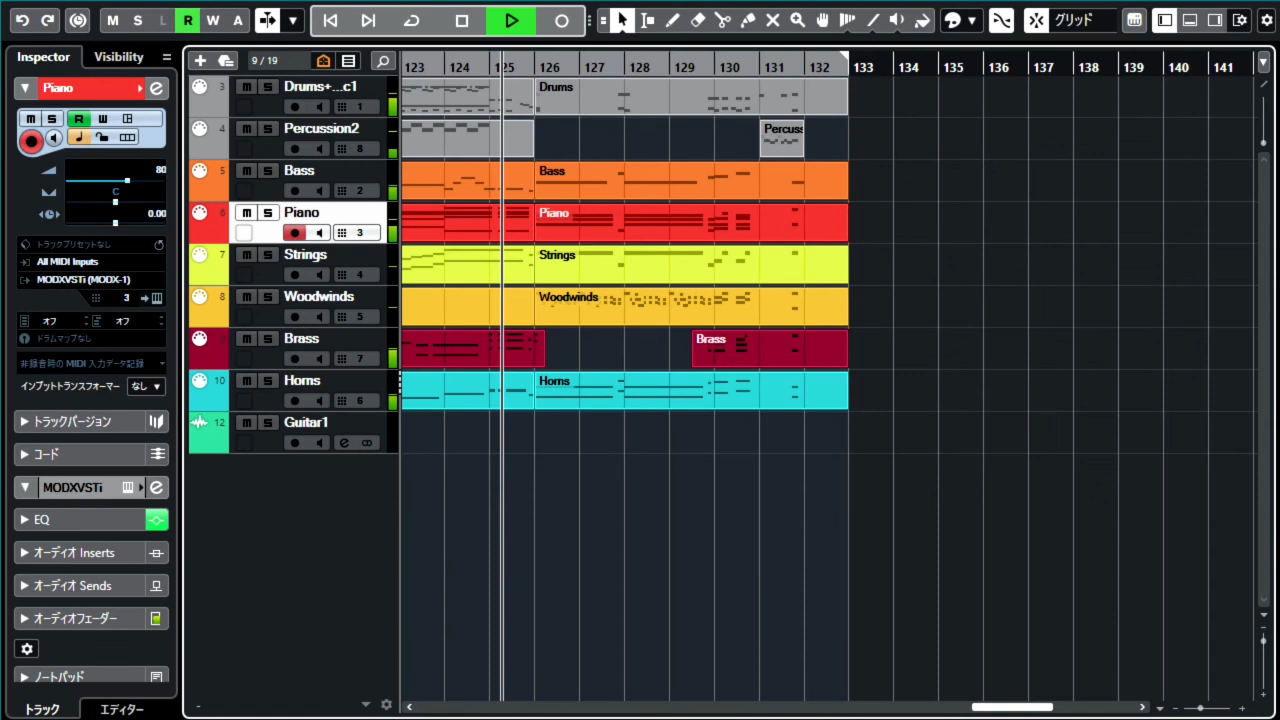 M S L R W A
グリッド
Inspector Visibility
9 / 19
123 124 125 126 127 128 129 130 131 132 133 134 135 136 137 138 139 140 141
Piano
M S R W
80
C
0.00
トラックプリセットなし
All MIDI Inputs
MODXVSTi (MODX-1)
3
オフ オフ
ドラムマップなし
非録音時の MIDI 入力データ記録
インプットトランスフォーマー なし
トラックバージョン
コード
MODXVSTi
EQ
オーディオ Inserts
オーディオ Sends
オーディオフェーダー
ノートパッド
トラック エディター
3 M S Drums+...c1
1
Drums
4 M S Percussion2
8
Percuss
5 M S Bass
2
Bass
6 M S Piano
3
Piano
7 M S Strings
4
Strings
8 M S Woodwinds
5
Woodwinds
9 M S Brass
7
Brass
10 M S Horns
6
Horns
12 M S Guitar1